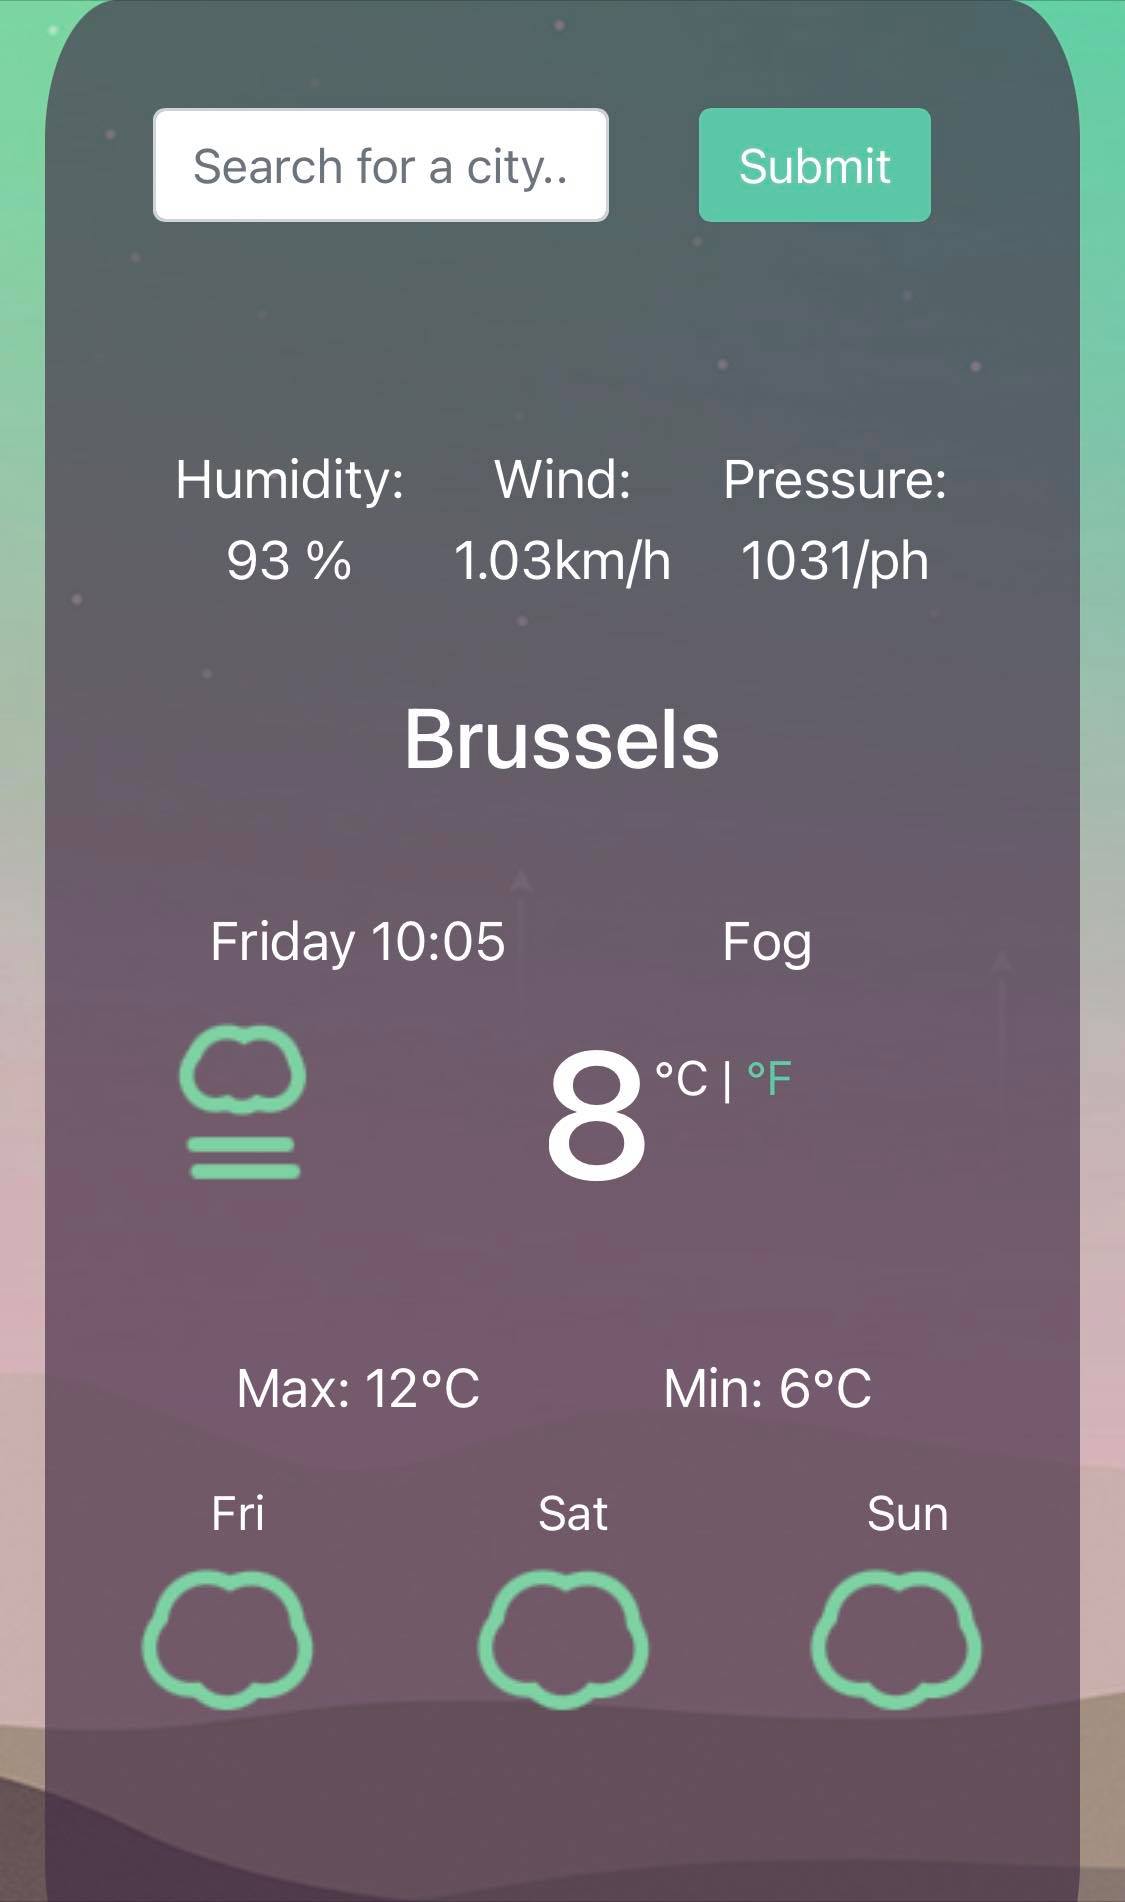 Search for a city.. Submit
Humidity: Wind: Pressure:
93 % 1.03km/h 1031/ph
Brussels
Friday 10:05 Fog
8 °C | °F
Max: 12°C Min: 6°C
Fri Sat Sun